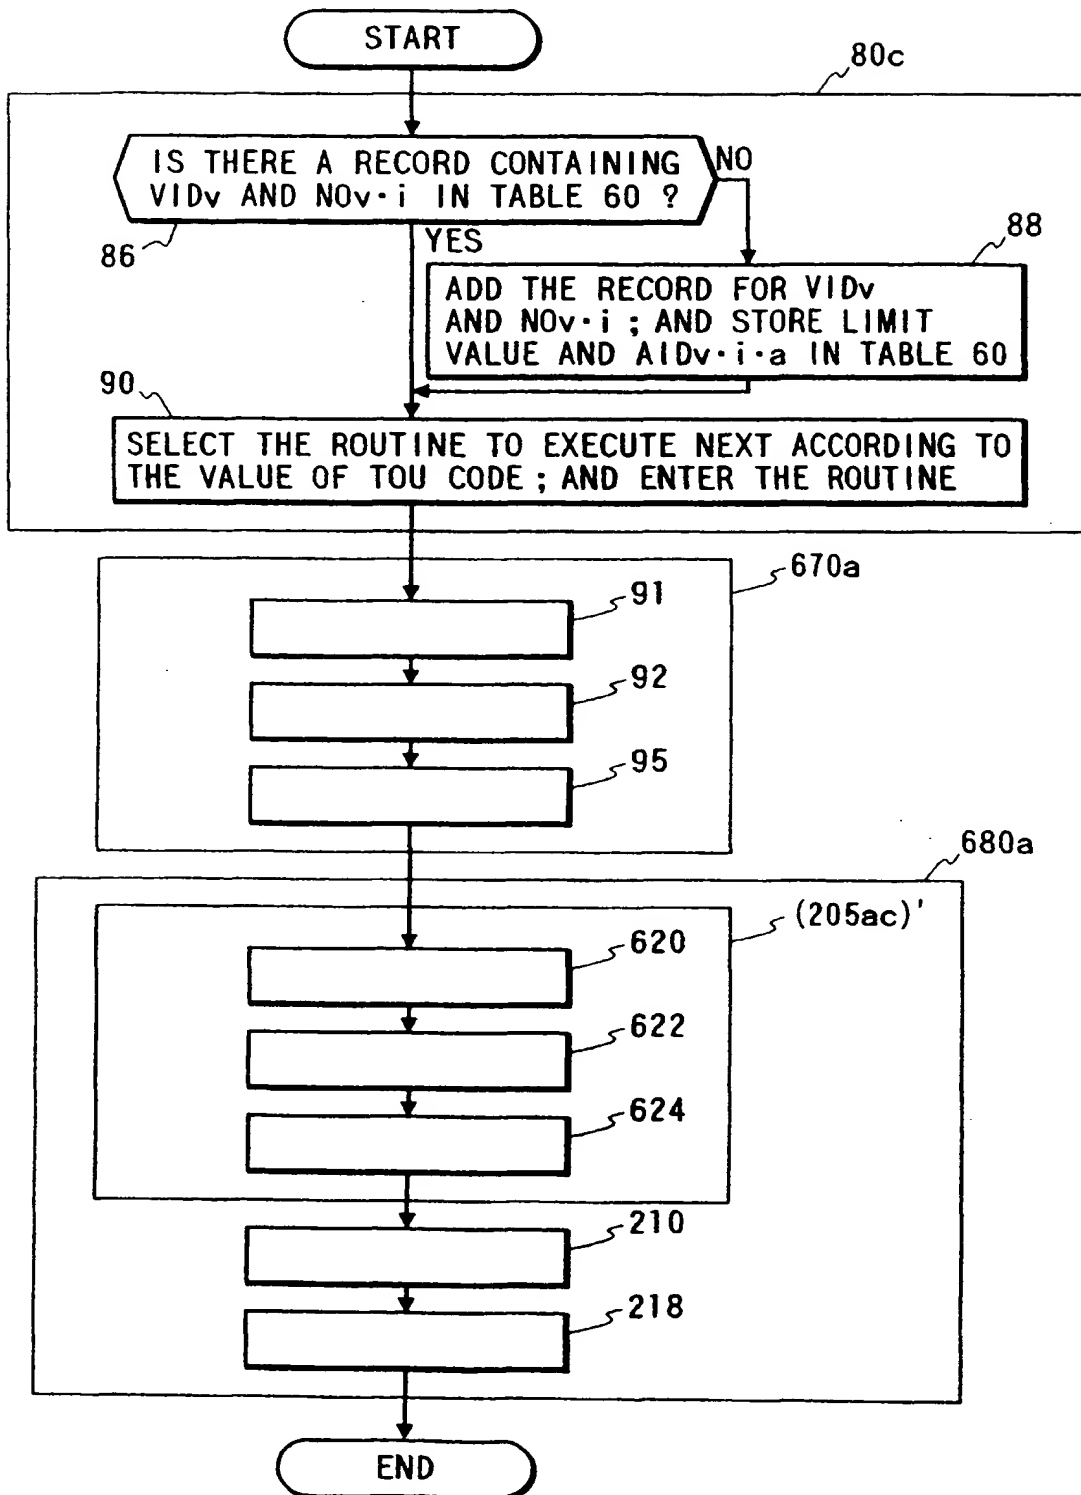 START
80c
IS THERE A RECORD CONTAINING
VIDv AND NOv·i IN TABLE 60 ?
NO
86
YES
88
ADD THE RECORD FOR VIDv
AND NOv·i ; AND STORE LIMIT
VALUE AND AIDv·i·a IN TABLE 60
90
SELECT THE ROUTINE TO EXECUTE NEXT ACCORDING TO
THE VALUE OF TOU CODE ; AND ENTER THE ROUTINE
670a
91
92
95
680a
(205ac)'
620
622
624
210
218
END